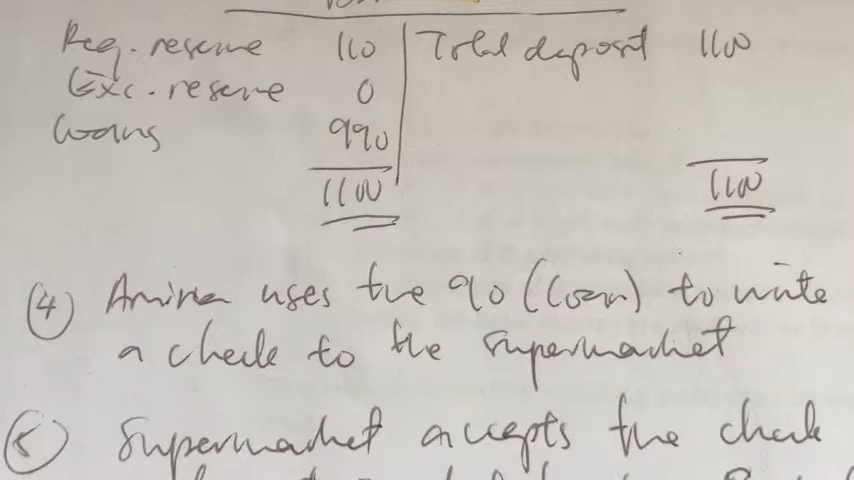 Req. reserve 110 Total deposit 1100
Exc. reserve 0
Loans 990
1100 1100
④ Amina uses the 90 (Loan) to write
a check to the supermarket
⑤ Supermarket accepts the check